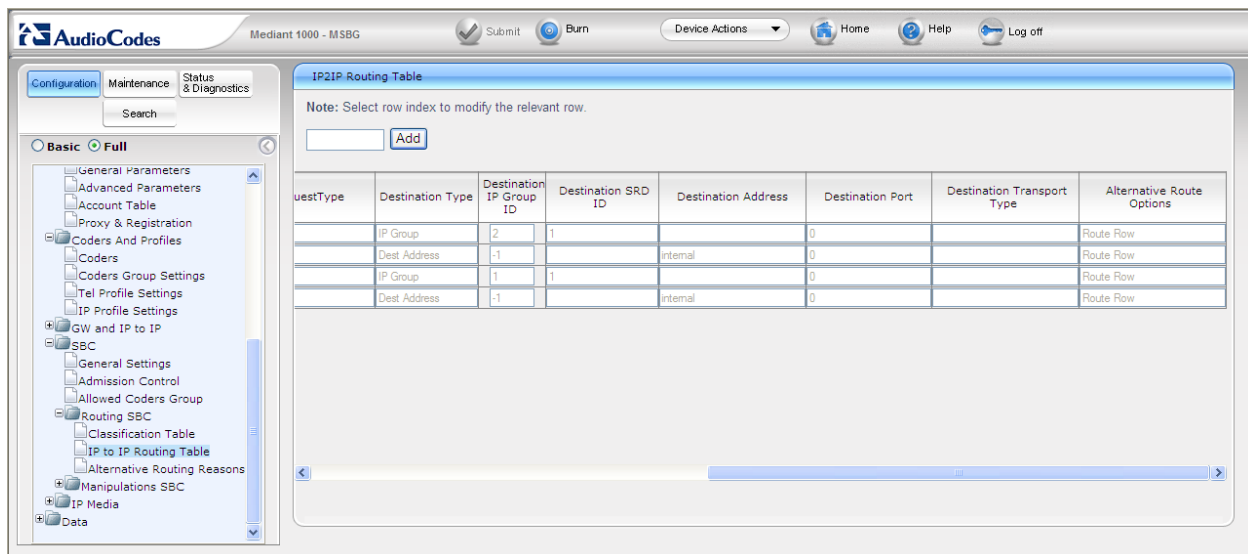 AudioCodes
Mediant 1000 - MSBG
Submit
Burn
Device Actions
Home
Help
Log off
Configuration
Maintenance
Status
& Diagnostics
Search
Basic
Full
General Parameters
Advanced Parameters
Account Table
Proxy & Registration
Coders And Profiles
Coders
Coders Group Settings
Tel Profile Settings
IP Profile Settings
GW and IP to IP
SBC
General Settings
Admission Control
Allowed Coders Group
Routing SBC
Classification Table
IP to IP Routing Table
Alternative Routing Reasons
Manipulations SBC
IP Media
Data
IP2IP Routing Table
Note: Select row index to modify the relevant row.
Add
uestType
Destination Type
Destination
IP Group
ID
Destination SRD
ID
Destination Address
Destination Port
Destination Transport
Type
Alternative Route
Options
IP Group 2 1 0 Route Row
Dest Address -1 internal 0 Route Row
IP Group 1 1 0 Route Row
Dest Address -1 internal 0 Route Row